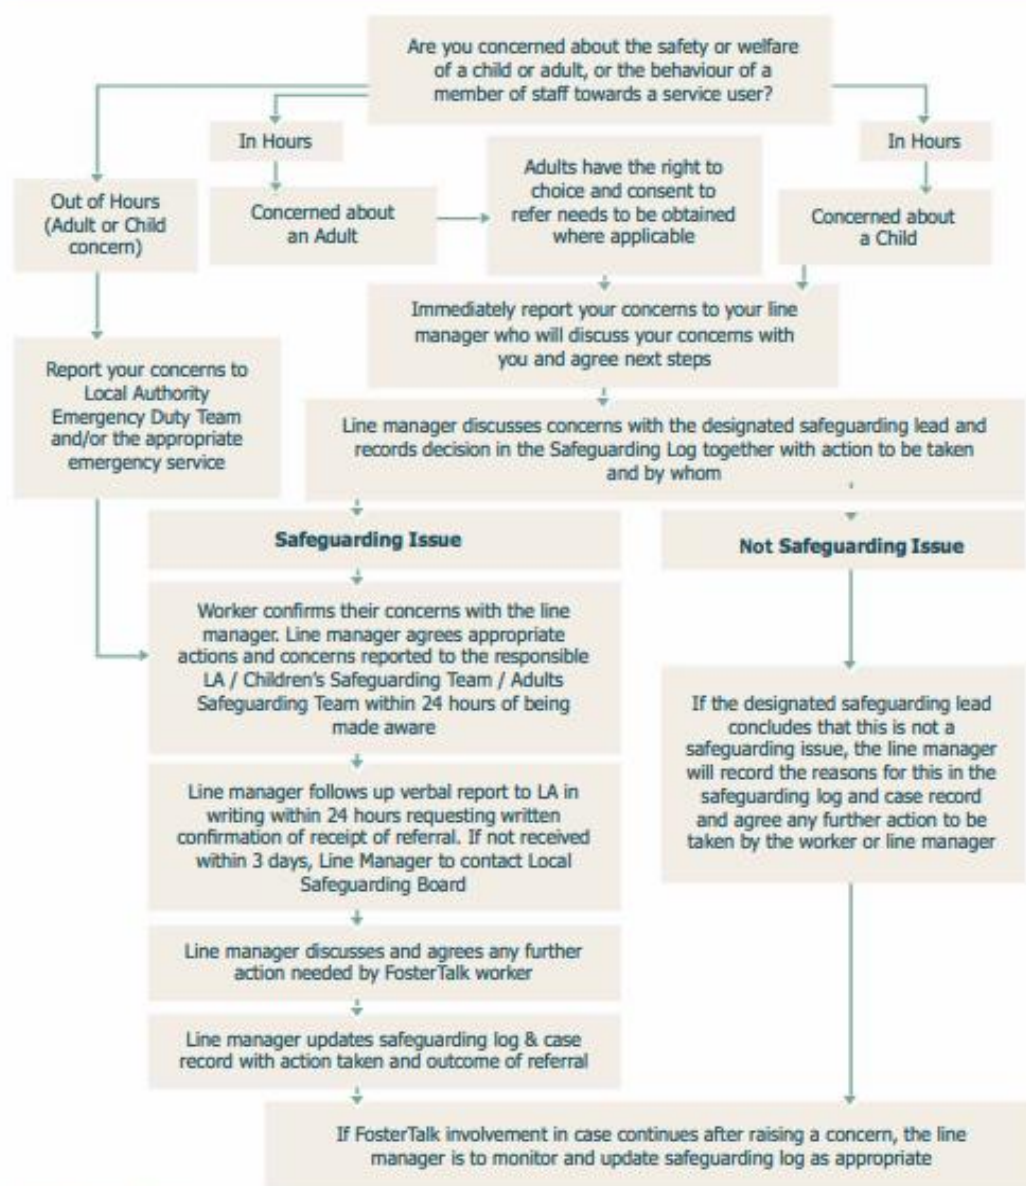 Are you concerned about the safety or welfare
of a child or adult, or the behaviour of a
member of staff towards a service user?
In Hours
In Hours
Out of Hours
(Adult or Child
concern)
Concerned about
an Adult
Adults have the right to
choice and consent to
refer needs to be obtained
where applicable
Concerned about
a Child
Immediately report your concerns to your line
manager who will discuss your concerns with
you and agree next steps
Report your concerns to
Local Authority
Emergency Duty Team
and/or the appropriate
emergency service
Line manager discusses concerns with the designated safeguarding lead and
records decision in the Safeguarding Log together with action to be taken
and by whom
Safeguarding Issue
Not Safeguarding Issue
Worker confirms their concerns with the line
manager. Line manager agrees appropriate
actions and concerns reported to the responsible
LA / Children's Safeguarding Team / Adults
Safeguarding Team within 24 hours of being
made aware
If the designated safeguarding lead
concludes that this is not a
safeguarding issue, the line manager
will record the reasons for this in the
safeguarding log and case record
and agree any further action to be
taken by the worker or line manager
Line manager follows up verbal report to LA in
writing within 24 hours requesting written
confirmation of receipt of referral. If not received
within 3 days, Line Manager to contact Local
Safeguarding Board
Line manager discusses and agrees any further
action needed by FosterTalk worker
Line manager updates safeguarding log & case
record with action taken and outcome of referral
If FosterTalk involvement in case continues after raising a concern, the line
manager is to monitor and update safeguarding log as appropriate